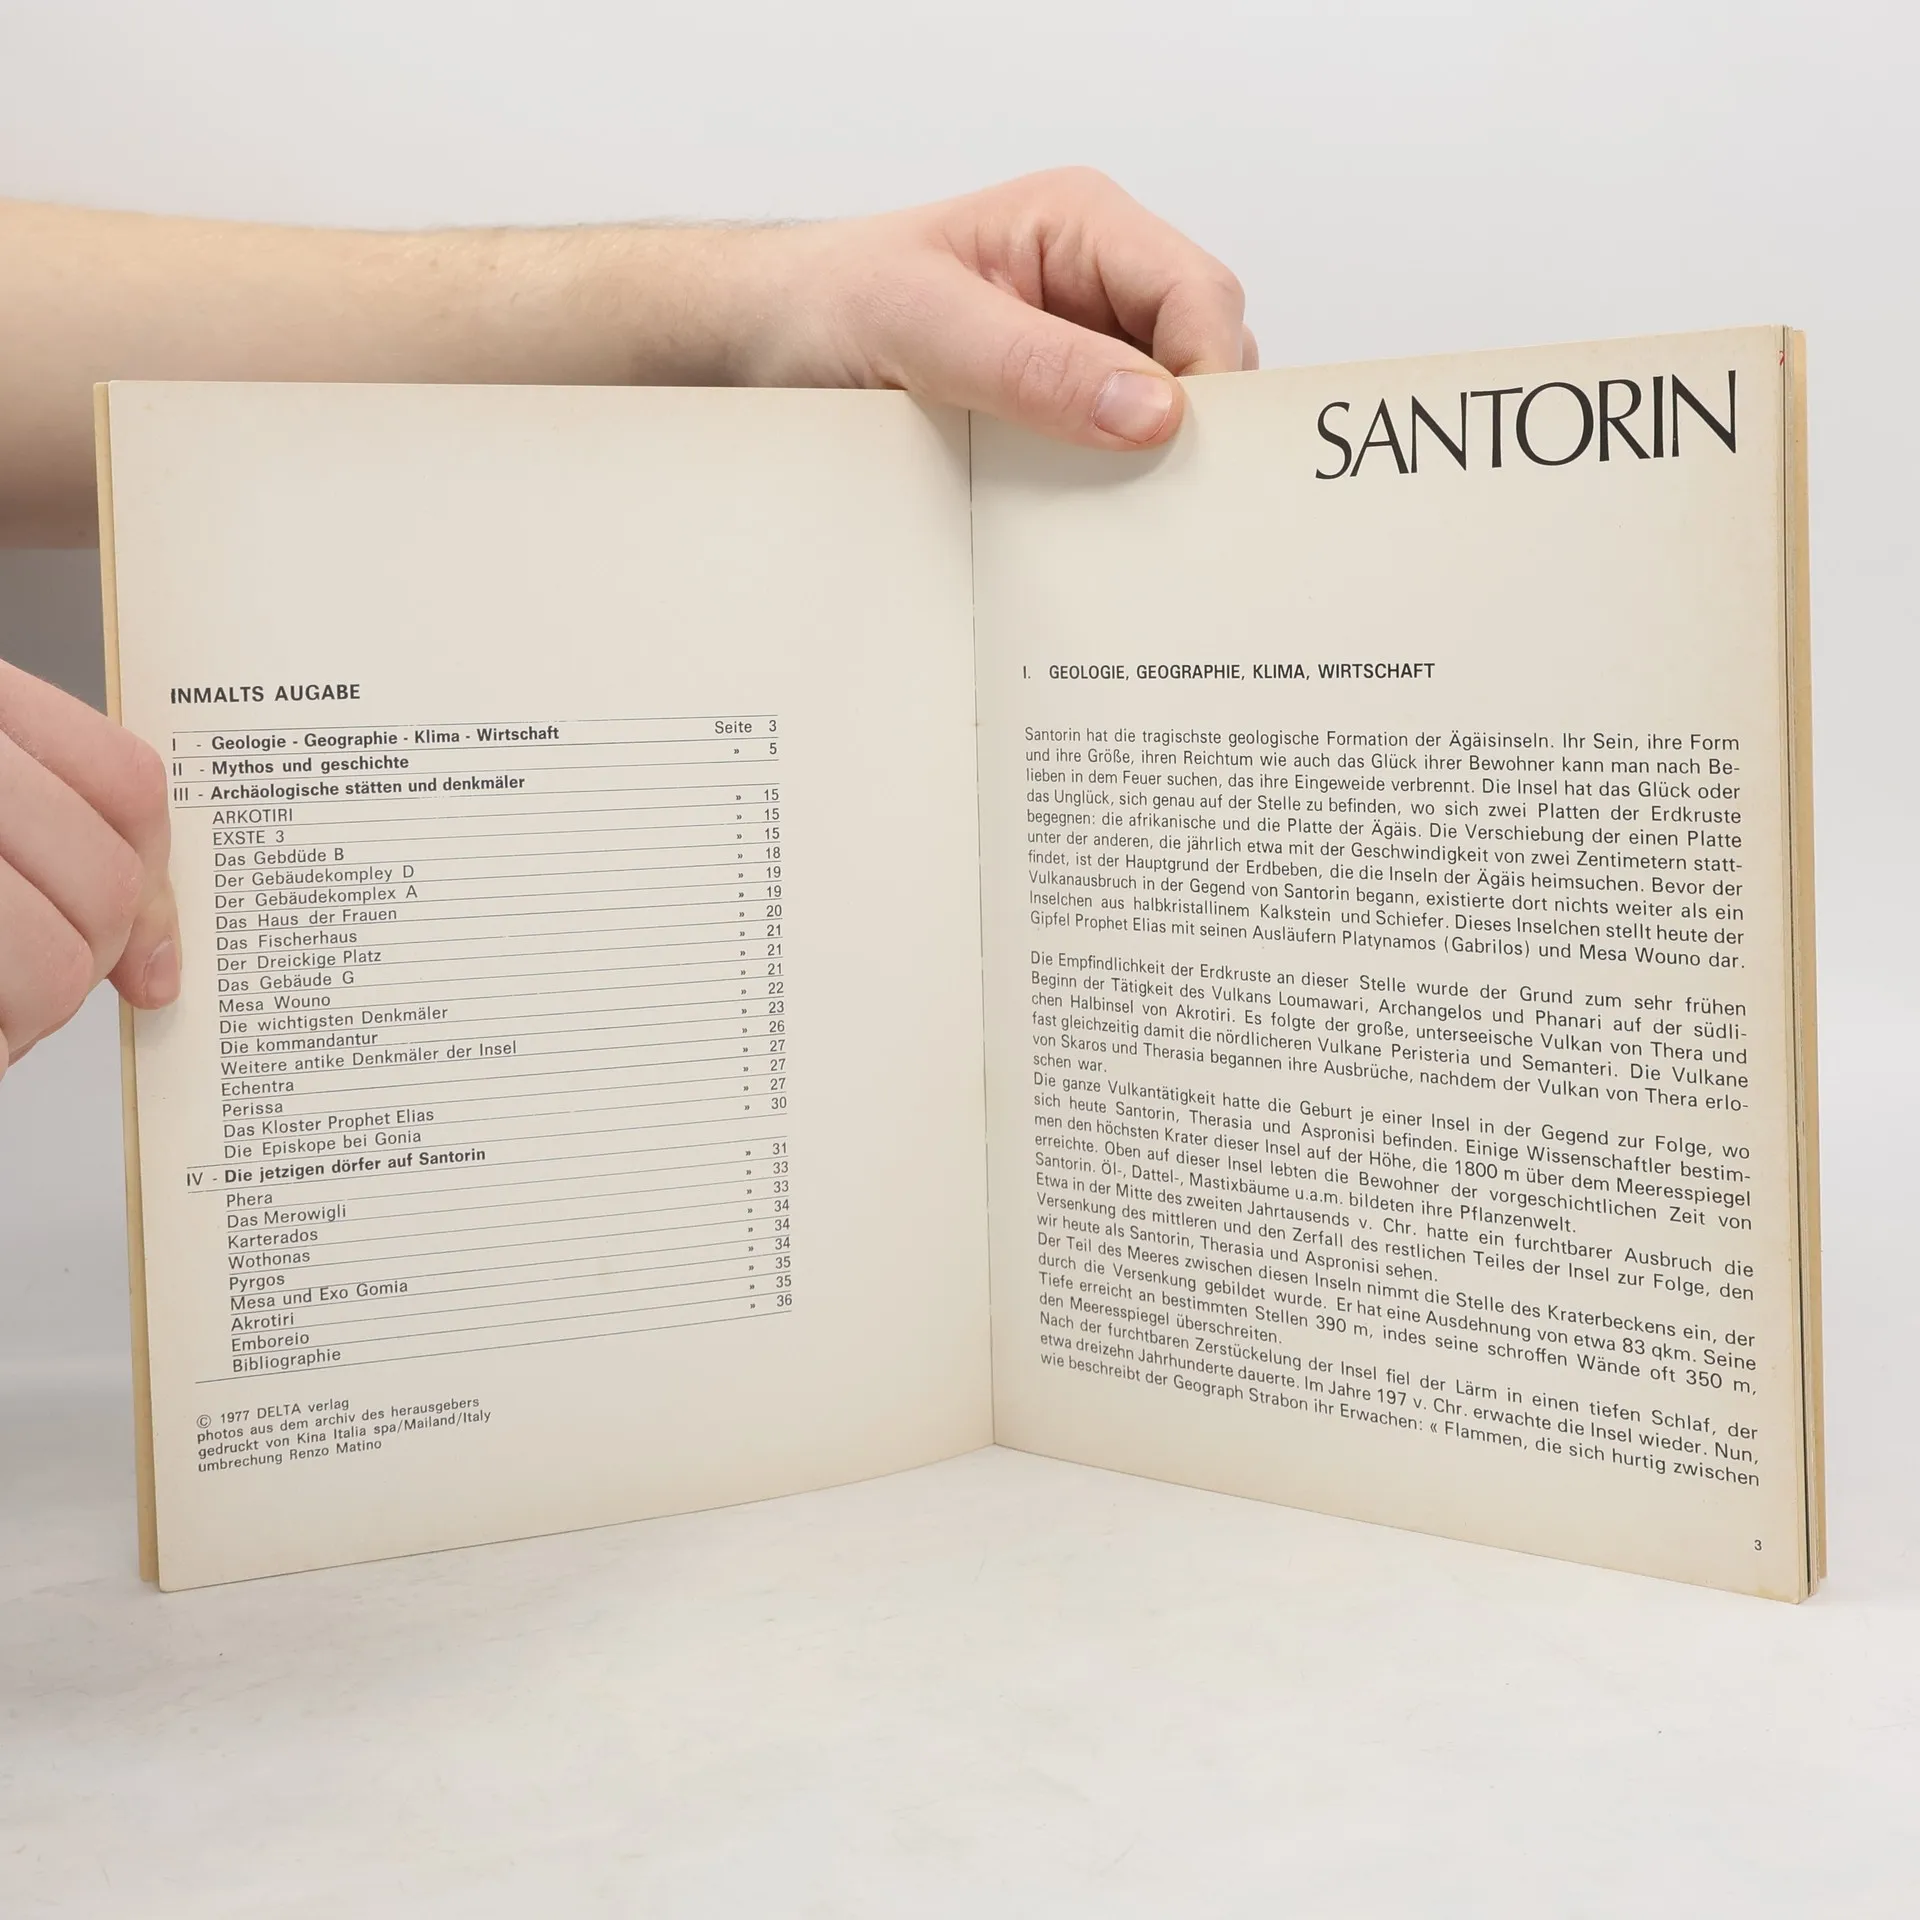 INMALTS AUGABE
I - Geologie - Geographie - Klima - Wirtschaft Seite 3
II - Mythos und geschichte » 5
III - Archäologische stätten und denkmäler
ARKOTIRI » 15
EXSTE 3 » 15
Das Gebdüde B » 15
Der Gebäudekompley D » 18
Der Gebäudekomplex A » 19
Das Haus der Frauen » 19
Das Fischerhaus » 20
Der Dreickige Platz » 21
Das Gebäude G » 21
Mesa Wouno » 21
Die wichtigsten Denkmäler » 22
Die kommandantur » 23
Weitere antike Denkmäler der Insel » 26
Echentra » 27
Perissa » 27
Das Kloster Prophet Elias » 27
Die Episkope bei Gonia » 30
IV - Die jetzigen dörfer auf Santorin
Phera » 31
Das Merowigli » 33
Karterados » 33
Wothonas » 34
Pyrgos » 34
Mesa und Exo Gomia » 34
Akrotiri » 35
Emboreio » 35
Bibliographie » 36
© 1977 DELTA verlag
photos aus dem archiv des herausgebers
gedruckt von Kina Italia spa/Mailand/Italy
umbrechung Renzo Matino
SANTORIN
I. GEOLOGIE, GEOGRAPHIE, KLIMA, WIRTSCHAFT
Santorin hat die tragischste geologische Formation der Ägäisinseln. Ihr Sein, ihre Form
und ihre Größe, ihren Reichtum wie auch das Glück ihrer Bewohner kann man nach Be-
lieben in dem Feuer suchen, das ihre Eingeweide verbrennt. Die Insel hat das Glück oder
das Unglück, sich genau auf der Stelle zu befinden, wo sich zwei Platten der Erdkruste
begegnen: die afrikanische und die Platte der Ägäis. Die Verschiebung der einen Platte
unter der anderen, die jährlich etwa mit der Geschwindigkeit von zwei Zentimetern statt-
findet, ist der Hauptgrund der Erdbeben, die die Inseln der Ägäis heimsuchen. Bevor der
Vulkanausbruch in der Gegend von Santorin begann, existierte dort nichts weiter als ein
Inselchen aus halbkristallinem Kalkstein und Schiefer. Dieses Inselchen stellt heute der
Gipfel Prophet Elias mit seinen Ausläufern Platynamos (Gabrilos) und Mesa Wouno dar.
Die Empfindlichkeit der Erdkruste an dieser Stelle wurde der Grund zum sehr frühen
Beginn der Tätigkeit des Vulkans Loumawari, Archangelos und Phanari auf der südli-
chen Halbinsel von Akrotiri. Es folgte der große, unterseeische Vulkan von Thera und
fast gleichzeitig damit die nördlicheren Vulkane Peristeria und Semanteri. Die Vulkane
von Skaros und Therasia begannen ihre Ausbrüche, nachdem der Vulkan von Thera erlo-
schen war.
Die ganze Vulkantätigkeit hatte die Geburt je einer Insel in der Gegend zur Folge, wo
sich heute Santorin, Therasia und Aspronisi befinden. Einige Wissenschaftler bestim-
men den höchsten Krater dieser Insel auf der Höhe, die 1800 m über dem Meeresspiegel
erreichte. Oben auf dieser Insel lebten die Bewohner der vorgeschichtlichen Zeit von
Santorin. Öl-, Dattel-, Mastixbäume u.a.m. bildeten ihre Pflanzenwelt.
Etwa in der Mitte des zweiten Jahrtausends v. Chr. hatte ein furchtbarer Ausbruch die
Versenkung des mittleren und den Zerfall des restlichen Teiles der Insel zur Folge, den
wir heute als Santorin, Therasia und Aspronisi sehen.
Der Teil des Meeres zwischen diesen Inseln nimmt die Stelle des Kraterbeckens ein, der
durch die Versenkung gebildet wurde. Er hat eine Ausdehnung von etwa 83 qkm. Seine
Tiefe erreicht an bestimmten Stellen 390 m, indes seine schroffen Wände oft 350 m,
den Meeresspiegel überschreiten.
Nach der furchtbaren Zerstückelung der Insel fiel der Lärm in einen tiefen Schlaf, der
etwa dreizehn Jahrhunderte dauerte. Im Jahre 197 v. Chr. erwachte die Insel wieder. Nun,
wie beschreibt der Geograph Strabon ihr Erwachen: « Flammen, die sich hurtig zwischen
3